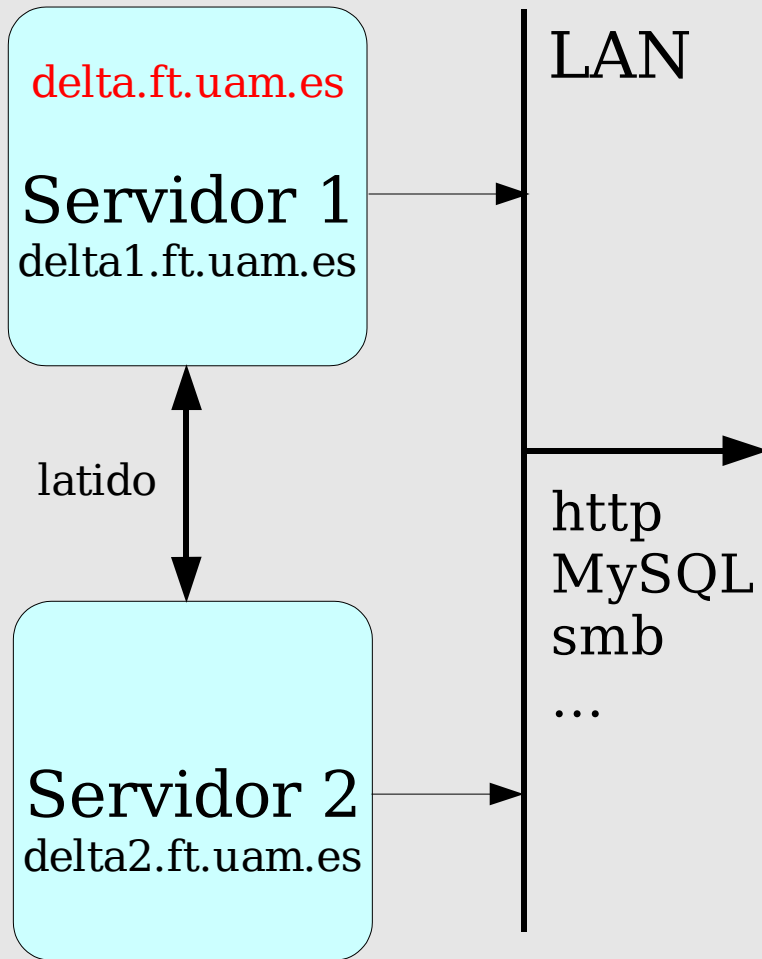 delta.ft.uam.es
Servidor 1
delta1.ft.uam.es
LAN
latido
http
MySQL
smb
...
Servidor 2
delta2.ft.uam.es